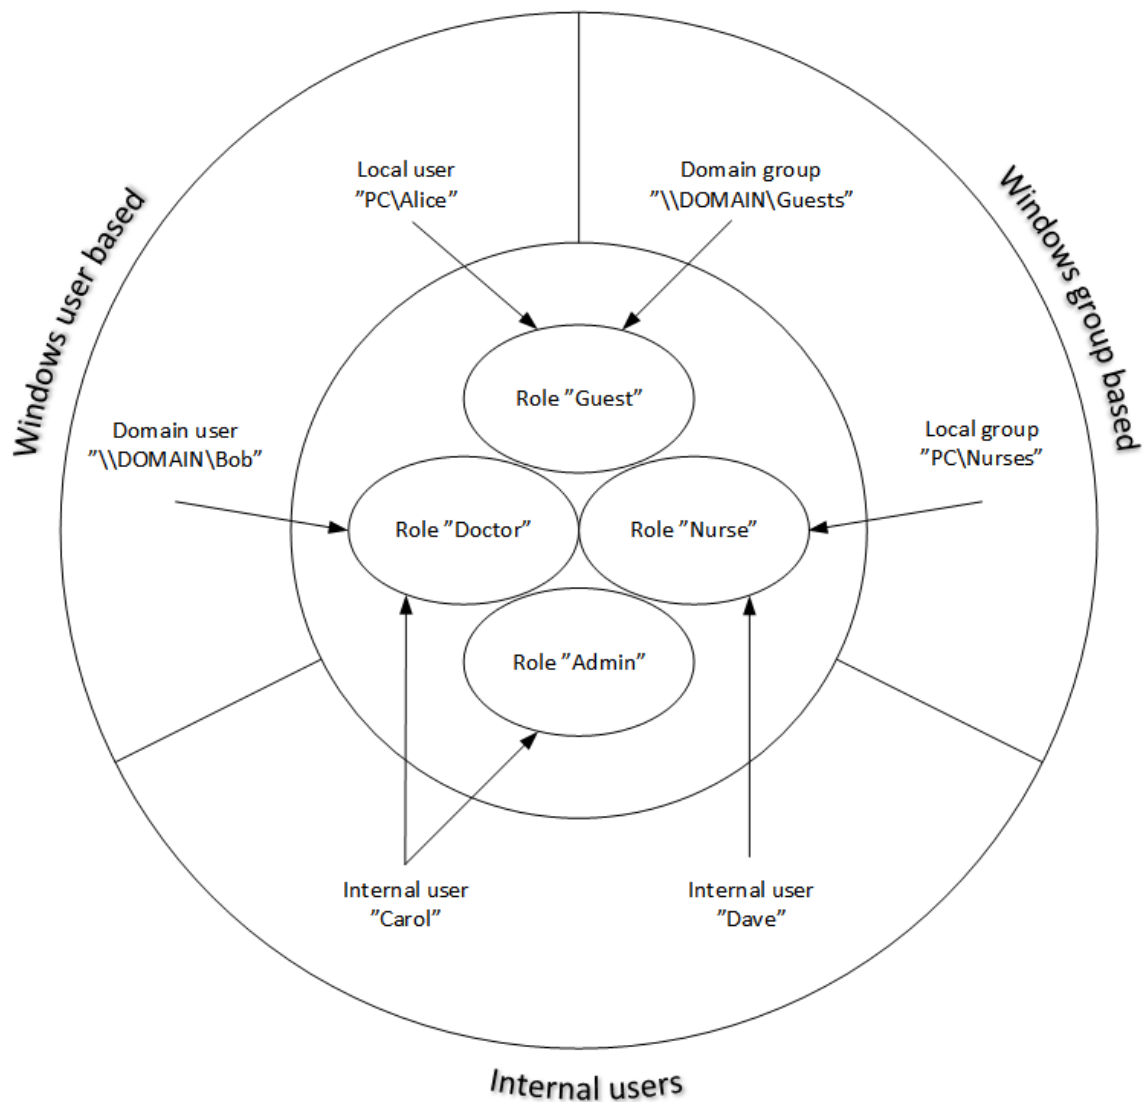 Local user
”PC\Alice”
Domain group
”\\DOMAIN\Guests”
Windows user based
Windows group based
Role ”Guest”
Domain user
”\\DOMAIN\Bob”
Local group
”PC\Nurses”
Role ”Doctor”
Role ”Nurse”
Role ”Admin”
Internal user
”Carol”
Internal user
”Dave”
Internal users